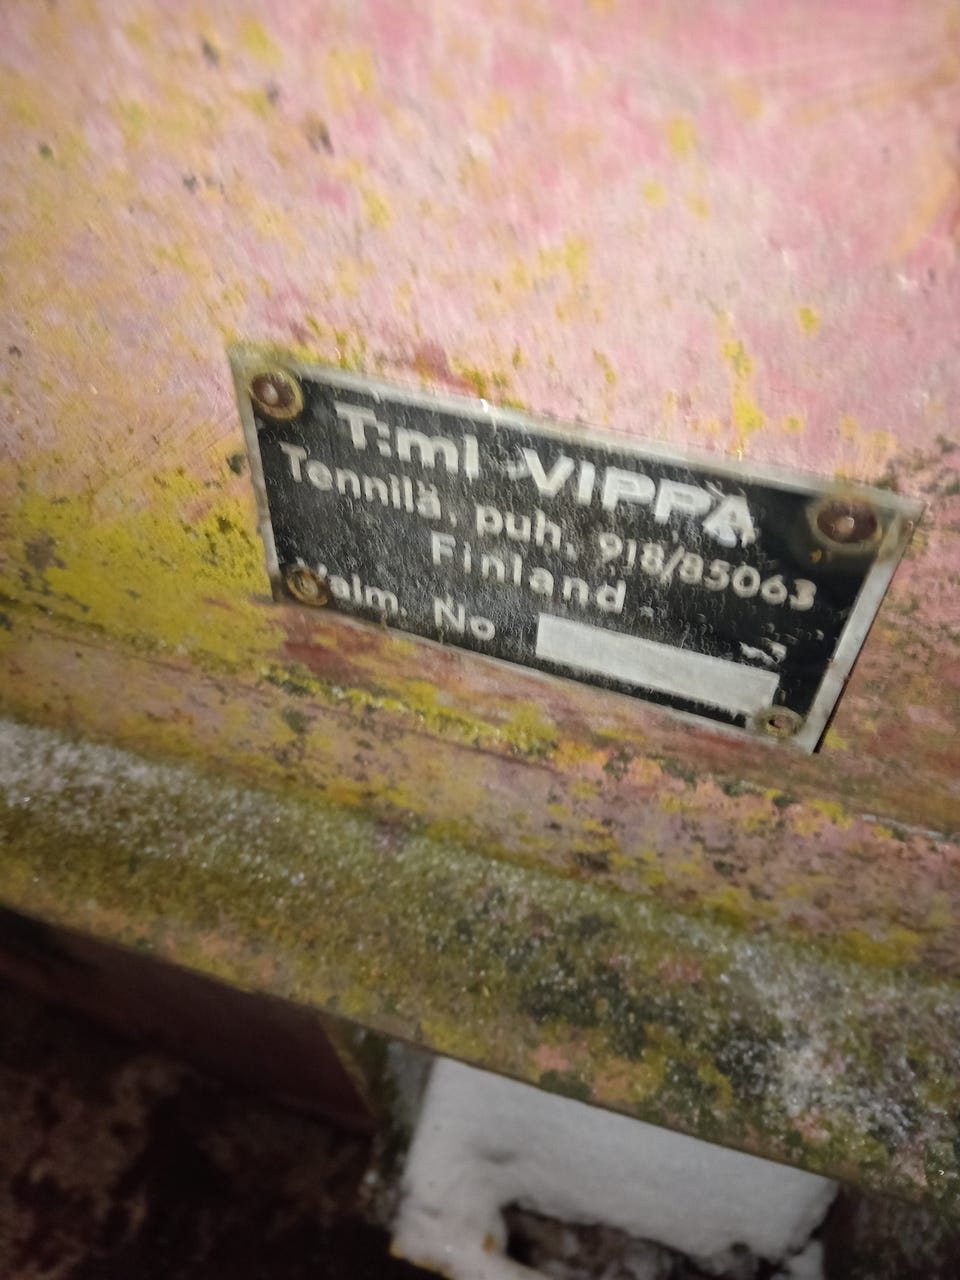 T:mi VIPPA
Tennilä, puh. 918/85063
Finland
Valm. No